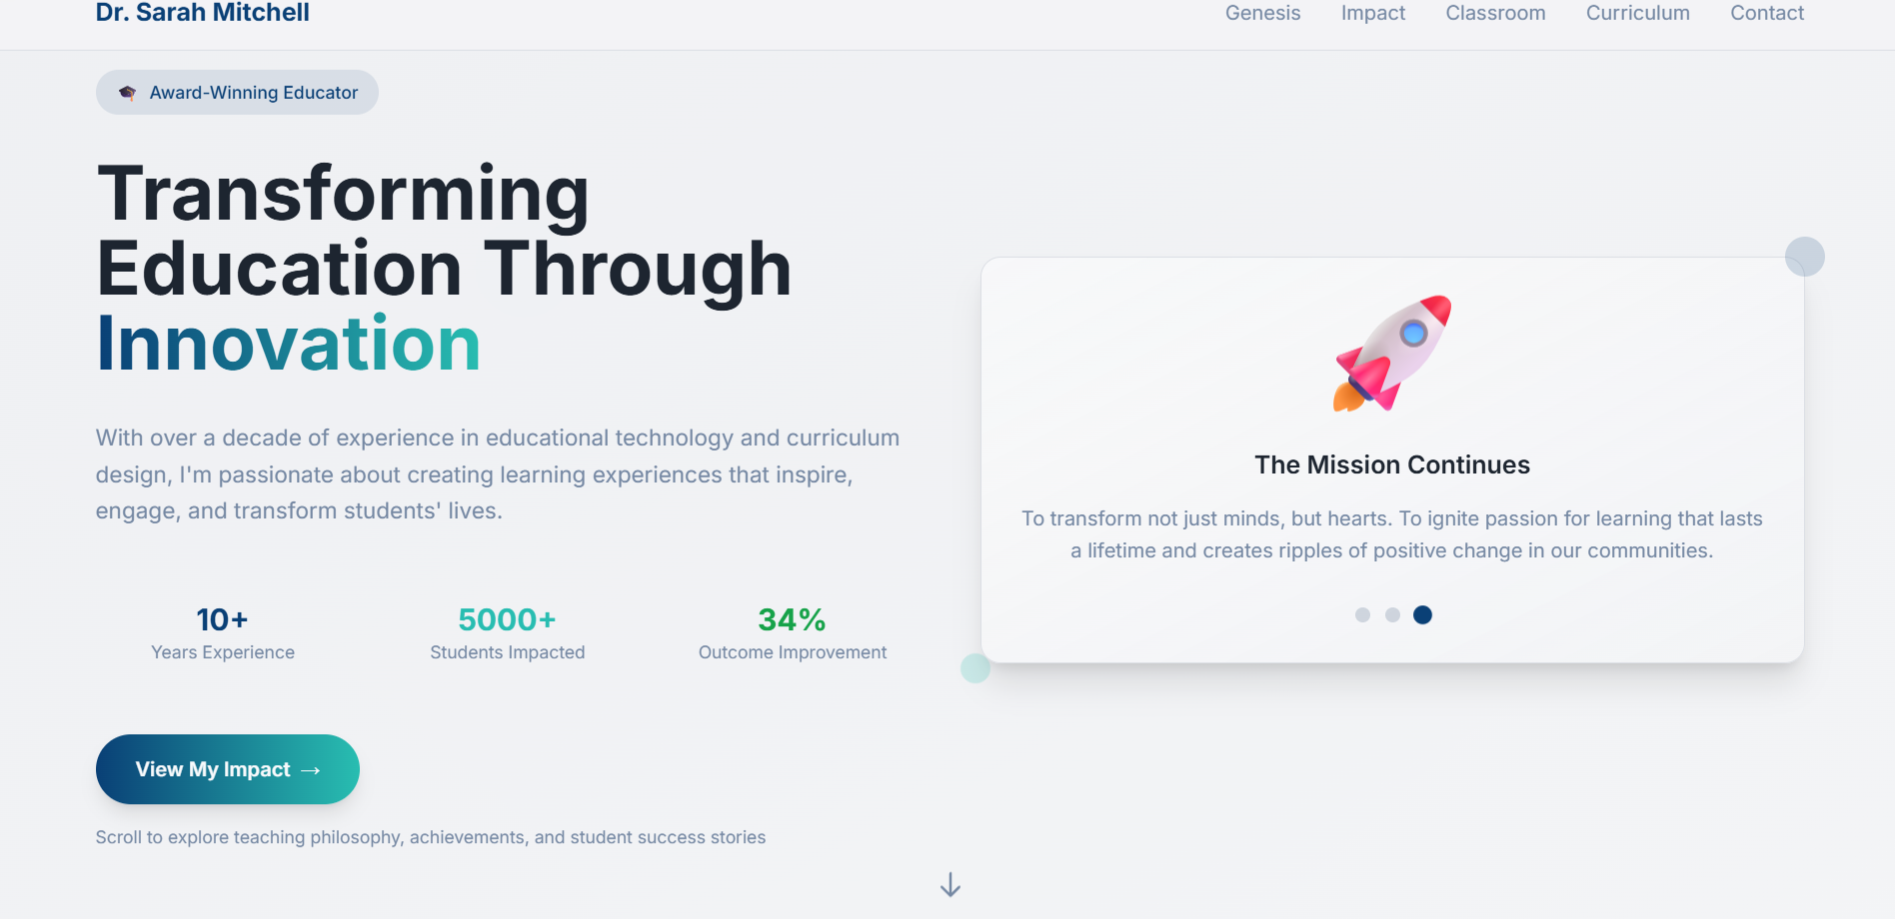 Dr. Sarah Mitchell
Genesis
Impact
Classroom
Curriculum
Contact
Award-Winning Educator
Transforming
Education Through
Innovation
With over a decade of experience in educational technology and curriculum
design, I'm passionate about creating learning experiences that inspire,
engage, and transform students' lives.
10+
Years Experience
5000+
Students Impacted
34%
Outcome Improvement
View My Impact →
Scroll to explore teaching philosophy, achievements, and student success stories
The Mission Continues
To transform not just minds, but hearts. To ignite passion for learning that lasts
a lifetime and creates ripples of positive change in our communities.